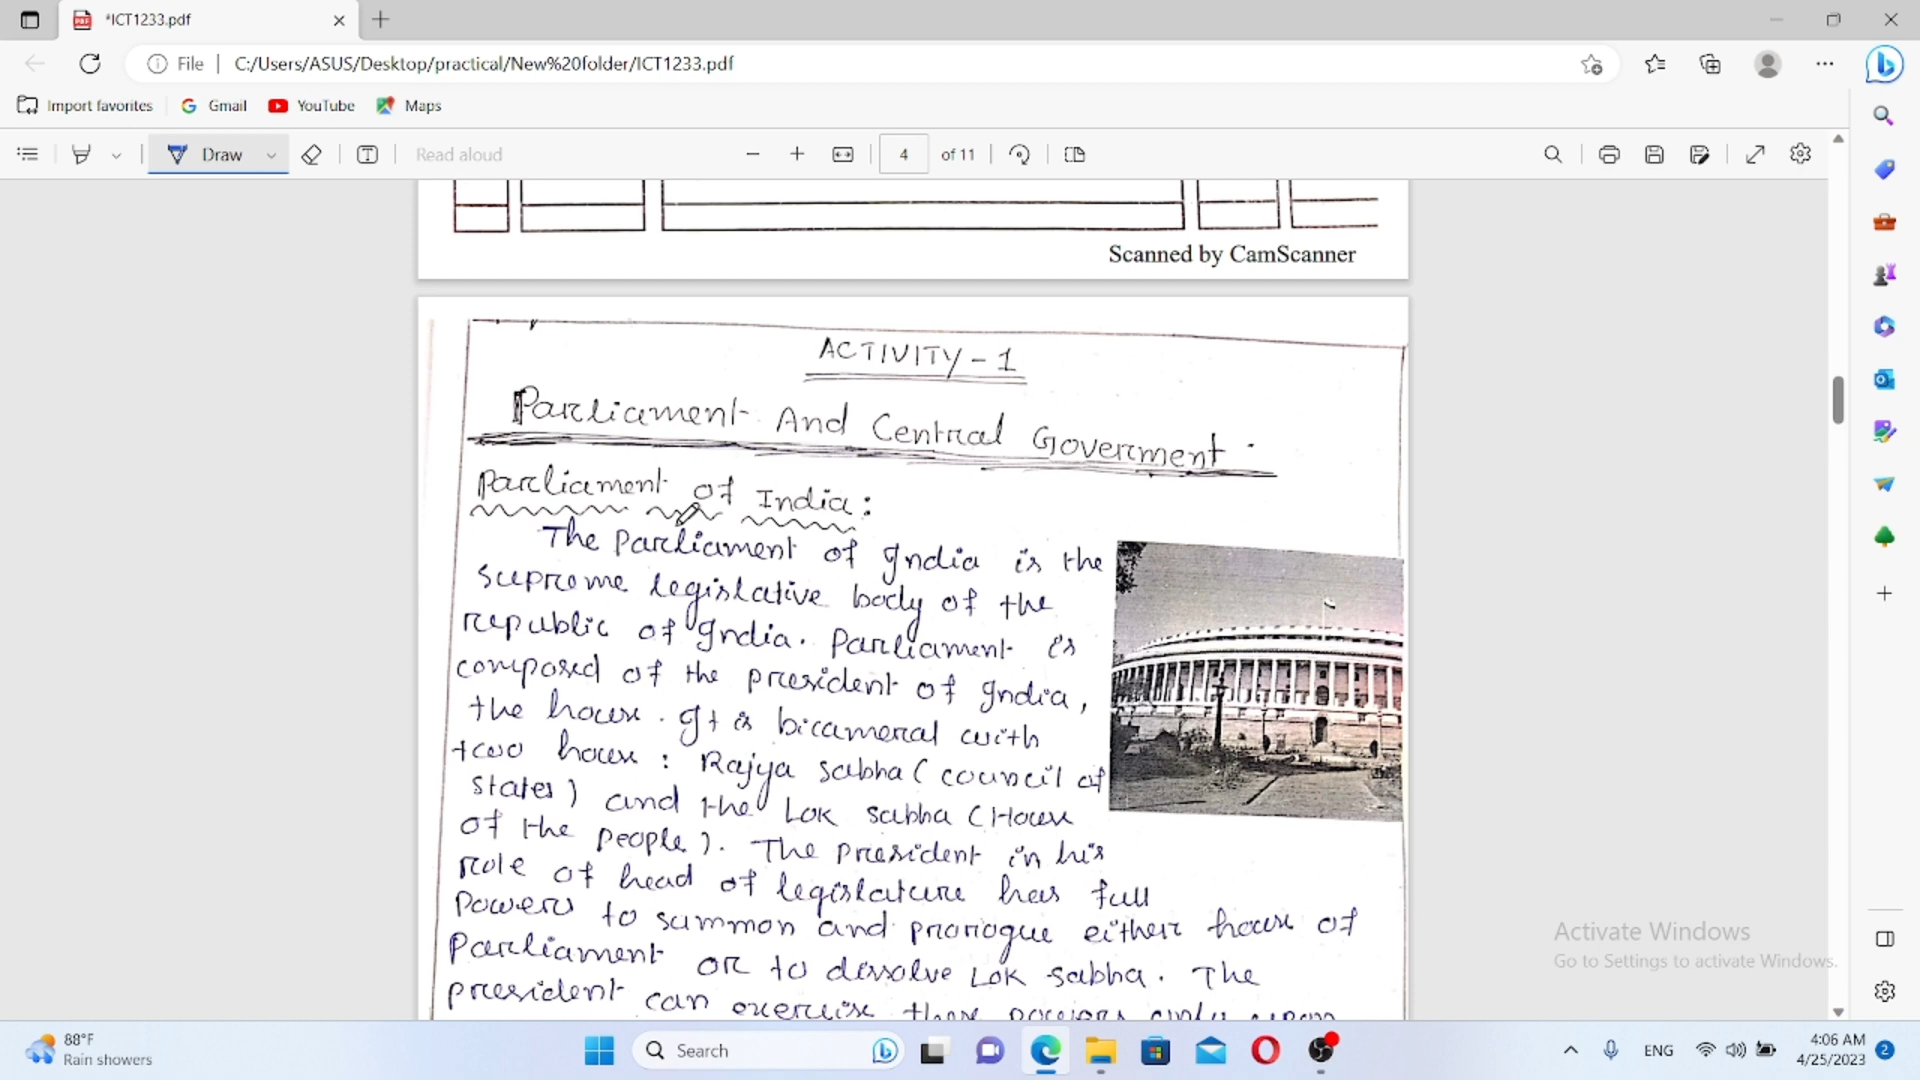 *ICT1233.pdf
File | C:/Users/ASUS/Desktop/practical/New%20folder/ICT1233.pdf
Import favorites Gmail YouTube Maps
Draw Read aloud 4 of 11
Scanned by CamScanner
ACTIVITY - 1
Parliament And Central Goverment.
Parliament of India:
The Parliament of India is the
supreme legislative body of the
republic of India. Parliament is
composed of the president of India,
the house. It is bicameral with
two house : Rajya sabha ( council of
states ) and the Lok sabha ( House
of the people ). The president in his
role of head of legislature has full
Powers to summon and prorogue either house of
Parliament or to dissolve Lok sabha. The
president can exercise these powers only upon
Activate Windows
Go to Settings to activate Windows.
88°F
Rain showers
Search
ENG
4:06 AM
4/25/2023
2